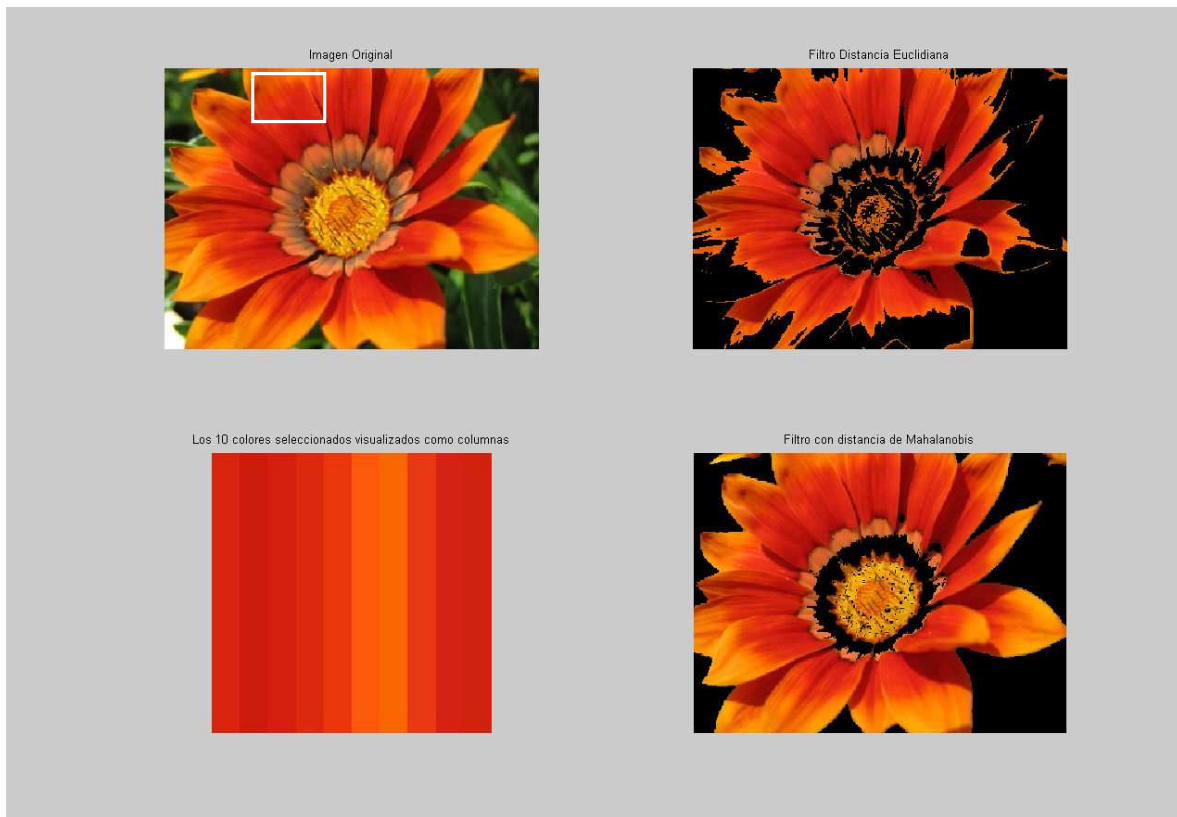 Imagen Original
Filtro Distancia Euclidiana
Los 10 colores seleccionados visualizados como columnas
Filtro con distancia de Mahalanobis